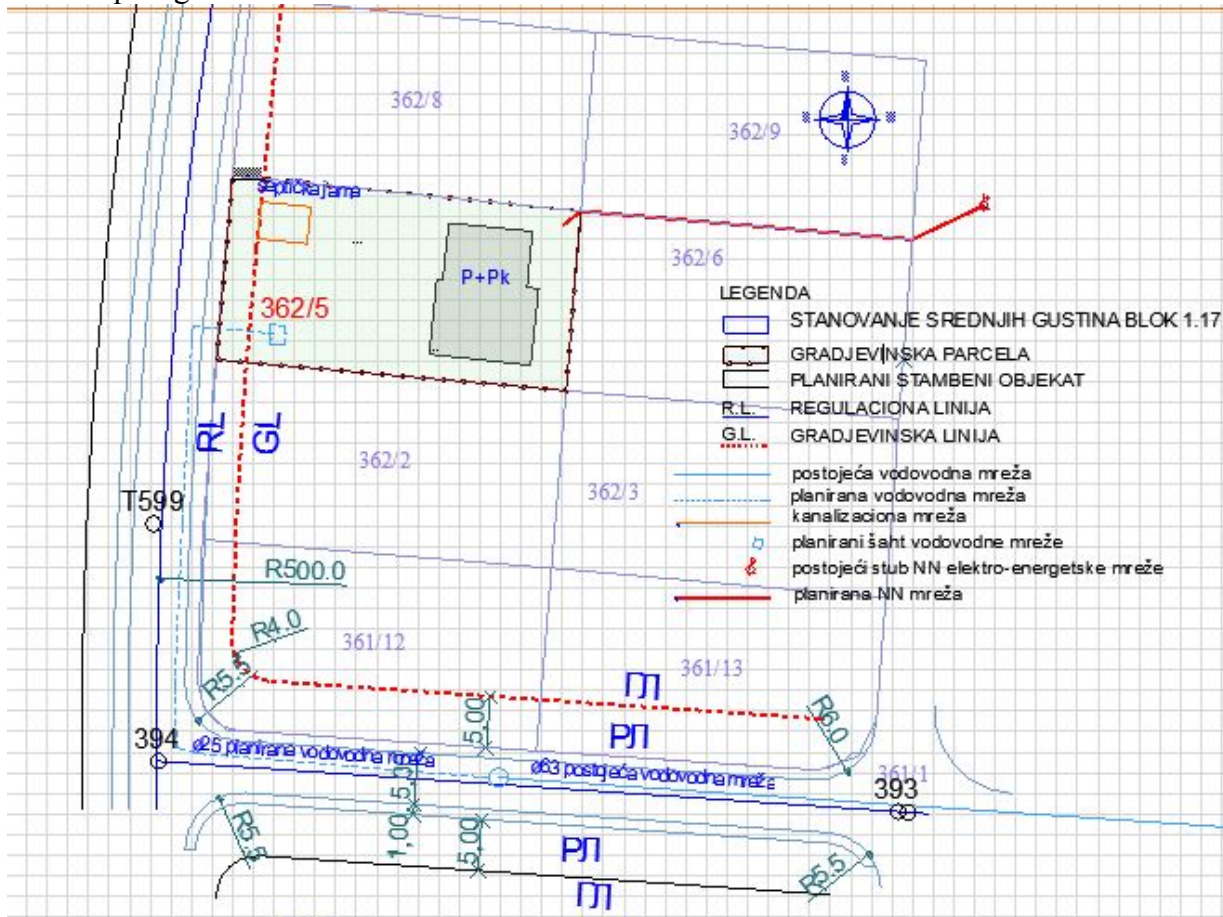 362/8
362/9
septička jama
362/6
P+Pk
362/5
LEGENDA
STANOVANJE SREDNJIH GUSTINA BLOK 1.17
GRADJEVINSKA PARCELA
PLANIRANI STAMBENI OBJEKAT
R.L. REGULACIONA LINIJA
G.L. GRADJEVINSKA LINIJA
RL
GL
362/2
362/3
postojeća vodovodna mreža
planirana vodovodna mreža
kanalizaciona mreža
planirani šaht vodovodne mreže
postojeći stub NN elektro-energetske mreže
planirana NN mreža
T599
R500.0
R4.0
361/12
361/13
R5.5
ГЛ
5,00
РЛ
R6.0
394
ø25 planirana vodovodna mreža
ø63 postojeća vodovodna mreža
361/1
393
R5.5
1,00
5,00
РЛ
R5.5
ГЛ